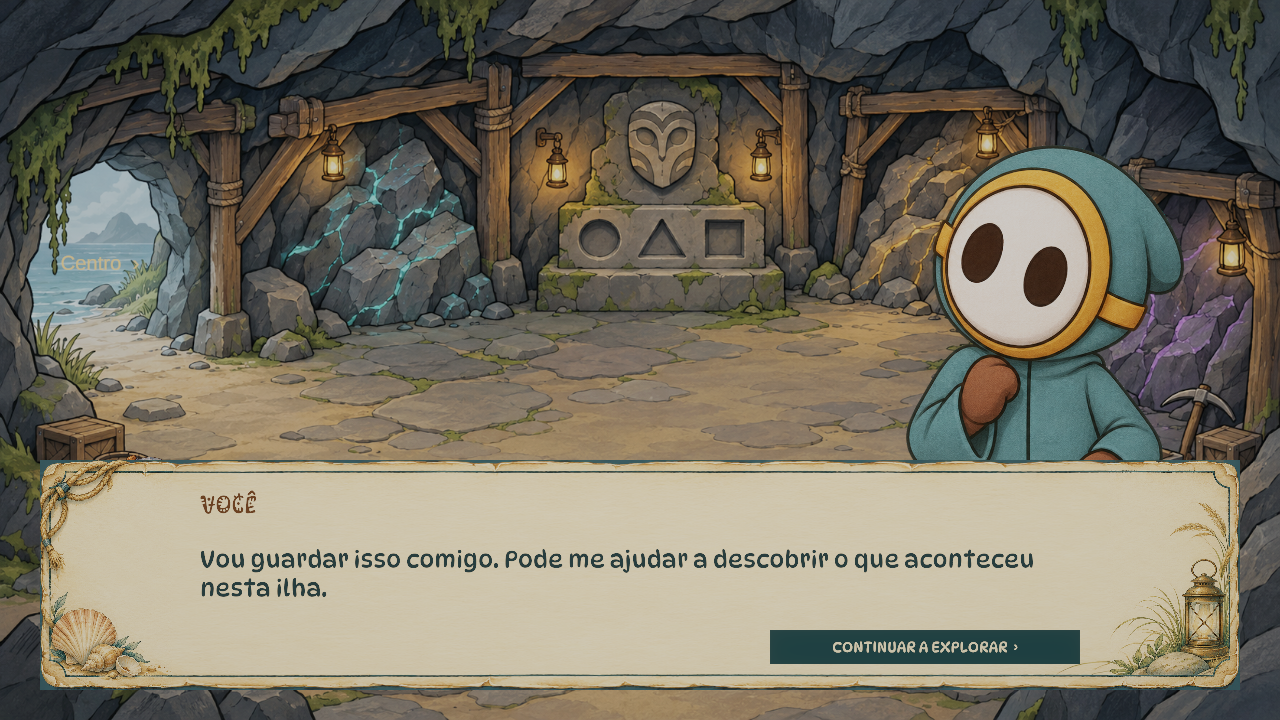 Centro ›
VOCÊ
Vou guardar isso comigo. Pode me ajudar a descobrir o que aconteceu
nesta ilha.
CONTINUAR A EXPLORAR ›